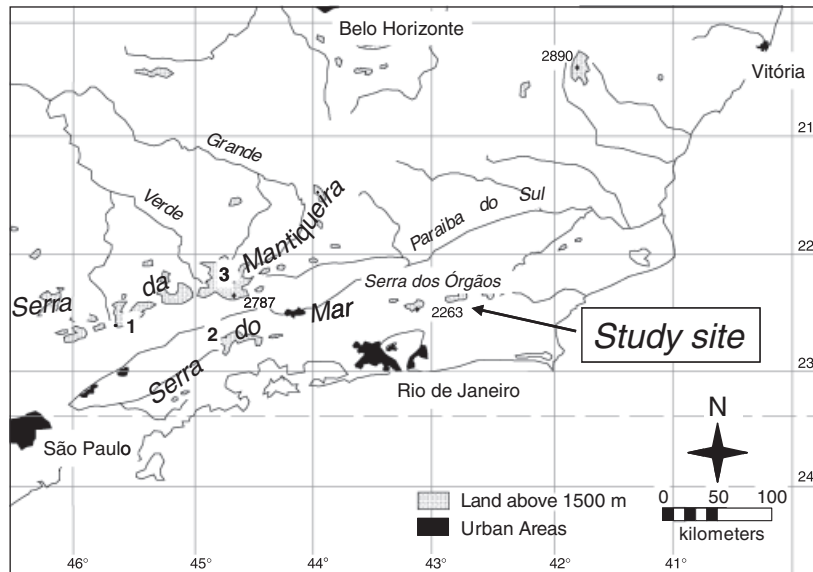 Belo Horizonte
2890
Vitória
21
Grande
Verde
Serra da Mantiqueira
Paraiba do Sul
22
3
2787
Serra dos Órgãos
2263
Study site
1
2
Serra do Mar
23
Rio de Janeiro
São Paulo
N
24
Land above 1500 m
Urban Areas
0 50 100
kilometers
46° 45° 44° 43° 42° 41°